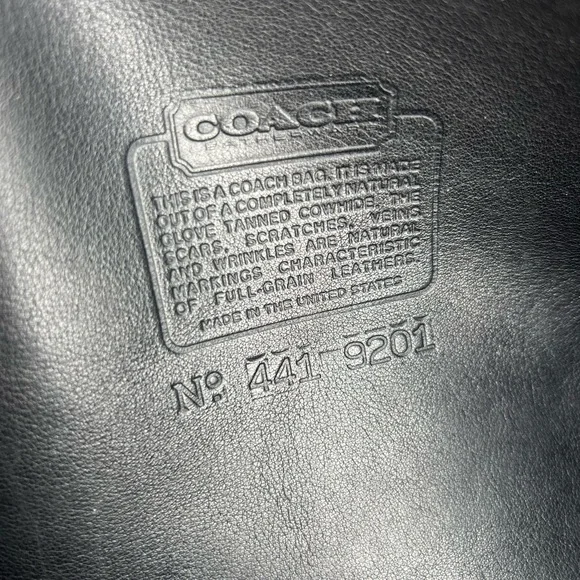 COACH
THIS IS A COACH BAG. IT IS MADE
OUT OF A COMPLETELY NATURAL
GLOVE TANNED COWHIDE. THE
SCARS, SCRATCHES, VEINS
AND WRINKLES ARE NATURAL
MARKINGS CHARACTERISTIC
OF FULL-GRAIN LEATHERS.
MADE IN THE UNITED STATES
No. 441-9201